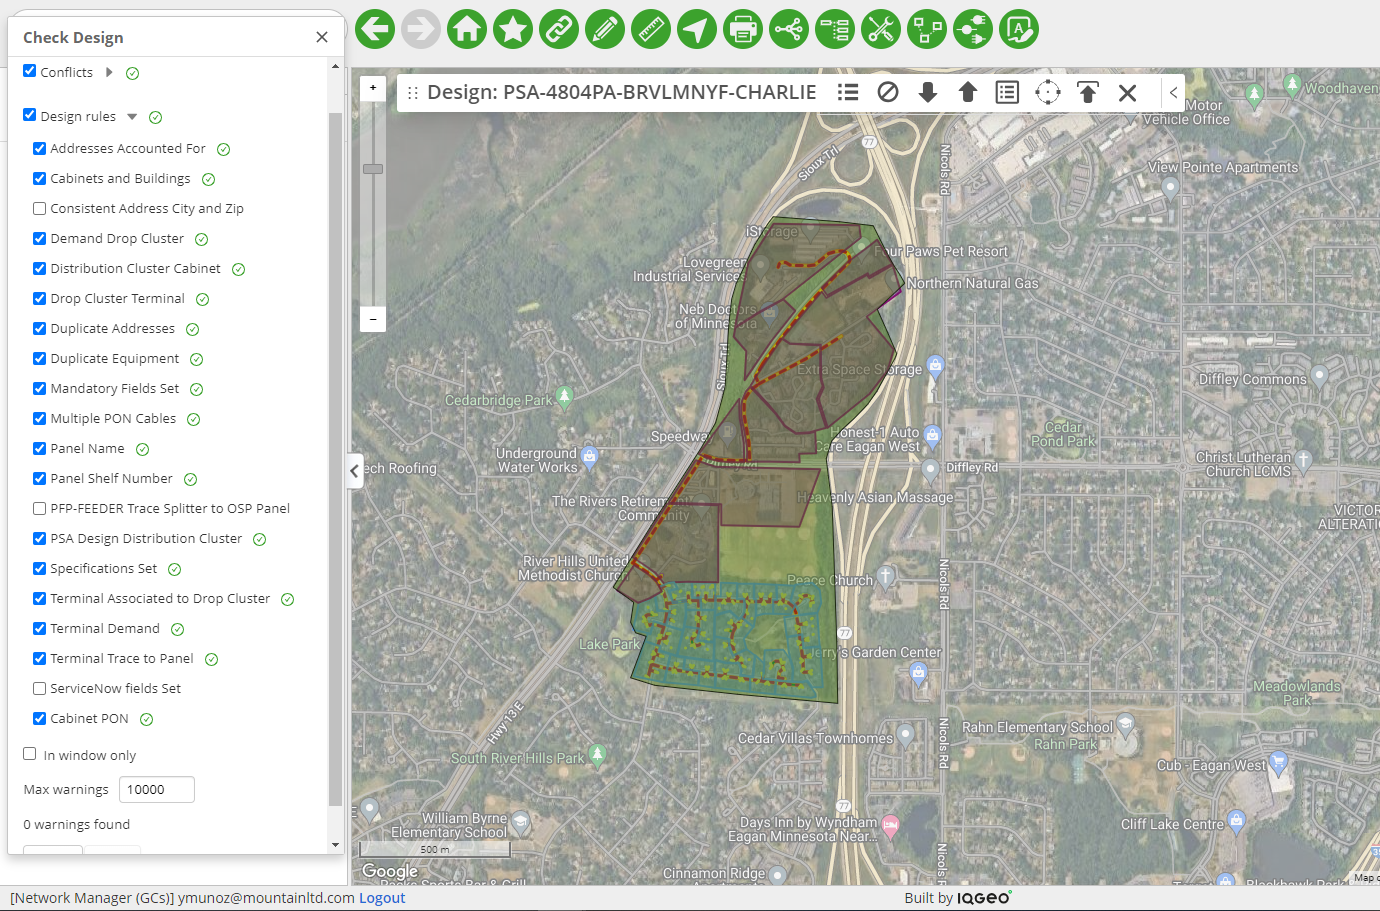 Check Design
Conflicts
Design rules
Addresses Accounted For
Cabinets and Buildings
Consistent Address City and Zip
Demand Drop Cluster
Distribution Cluster Cabinet
Drop Cluster Terminal
Duplicate Addresses
Duplicate Equipment
Mandatory Fields Set
Multiple PON Cables
Panel Name
Panel Shelf Number
PFP-FEEDER Trace Splitter to OSP Panel
PSA Design Distribution Cluster
Specifications Set
Terminal Associated to Drop Cluster
Terminal Demand
Terminal Trace to Panel
ServiceNow fields Set
Cabinet PON
In window only
Max warnings 10000
0 warnings found
Design: PSA-4804PA-BRVLMNYF-CHARLIE
Woodhaven
Motor
Vehicle Office
77
Sioux Trl
Nicols Rd
View Pointe Apartments
iStorage
Four Paws Pet Resort
Lovegreen
Industrial Services
Northern Natural Gas
Neb Doctors
of Minnesota
Sioux Trl
Extra Space Storage
Diffley Commons
Cedarbridge Park
Speedway
Honest-1 Auto
Care Eagan West
Cedar
Pond Park
Underground
Water Works
ech Roofing
Diffley Rd
Diffley Rd
Christ Lutheran
Church LCMS
The Rivers Retirement
Community
Heavenly Asian Massage
VICTOR
ALTERATI
River Hills United
Methodist Church
Peace Church
Nicols Rd
77
Lake Park
Jerry's Garden Center
Meadowlands
Park
Hwy 13 E
Rahn Elementary School
Rahn Park
Cedar Villas Townhomes
Nicols Rd
South River Hills Park
Cub - Eagan West
77
William Byrne
Elementary School
Days Inn by Wyndham
Eagan Minnesota Near...
Cliff Lake Centre
500 m
Google
Cinnamon Ridge
Nicols R
Map
[Network Manager (GCs)] ymunoz@mountainltd.com Logout
Built by IQGEO